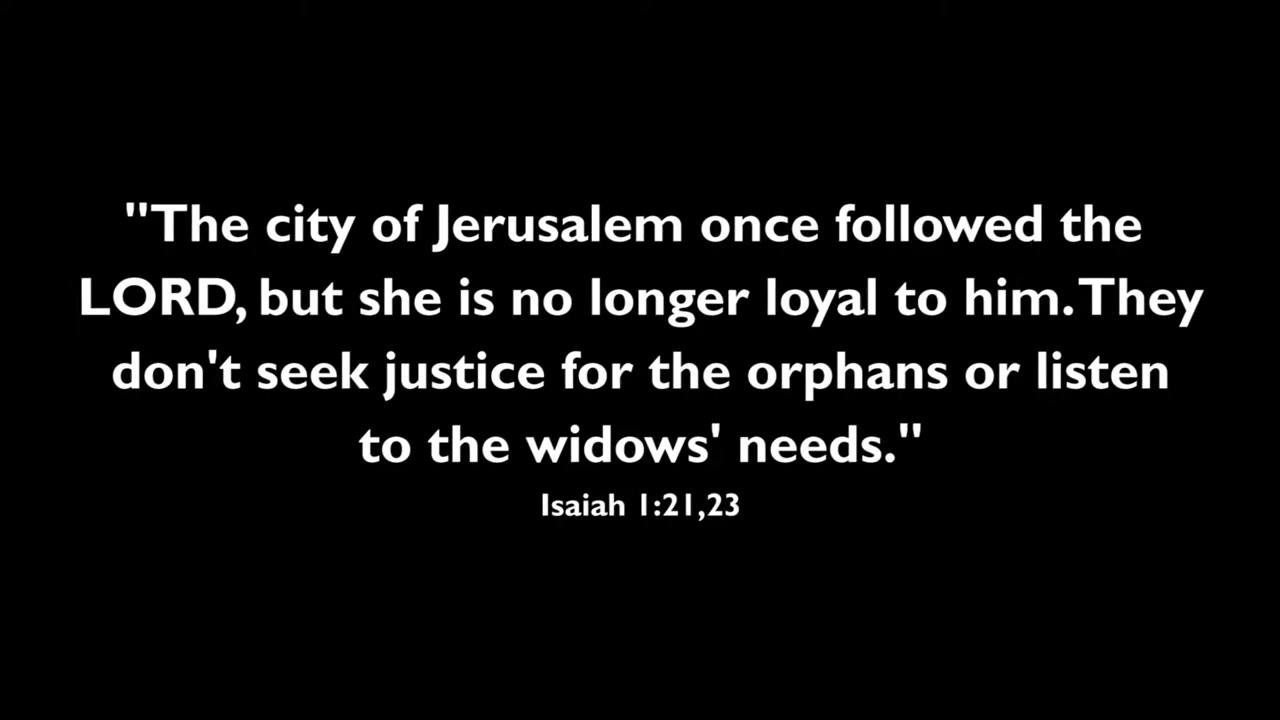 "The city of Jerusalem once followed the
LORD, but she is no longer loyal to him. They
don't seek justice for the orphans or listen
to the widows' needs."
Isaiah 1:21,23